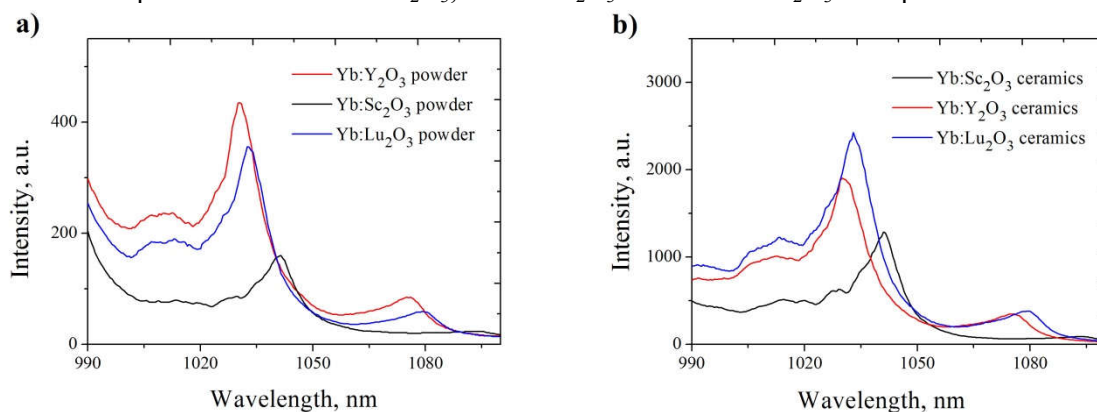 a)
Yb:Y₂O₃ powder
Yb:Sc₂O₃ powder
Yb:Lu₂O₃ powder
400
200
0
990
1020
1050
1080
Intensity, a.u.
Wavelength, nm
b)
Yb:Sc₂O₃ ceramics
Yb:Y₂O₃ ceramics
Yb:Lu₂O₃ ceramics
3000
2000
1000
0
990
1020
1050
1080
Intensity, a.u.
Wavelength, nm